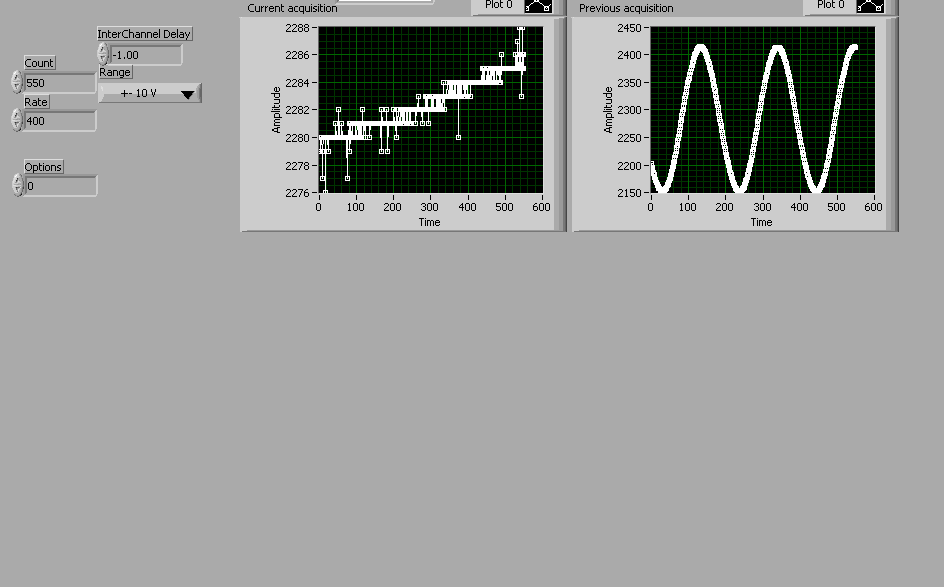 Current acquisition
Plot 0
Previous acquisition
Plot 0
InterChannel Delay
-1.00
Count
550
Range
+- 10 V
Rate
400
Options
0
2288
2286
2284
2282
2280
2278
2276
Amplitude
0 100 200 300 400 500 600
Time
2450
2400
2350
2300
2250
2200
2150
Amplitude
0 100 200 300 400 500 600
Time